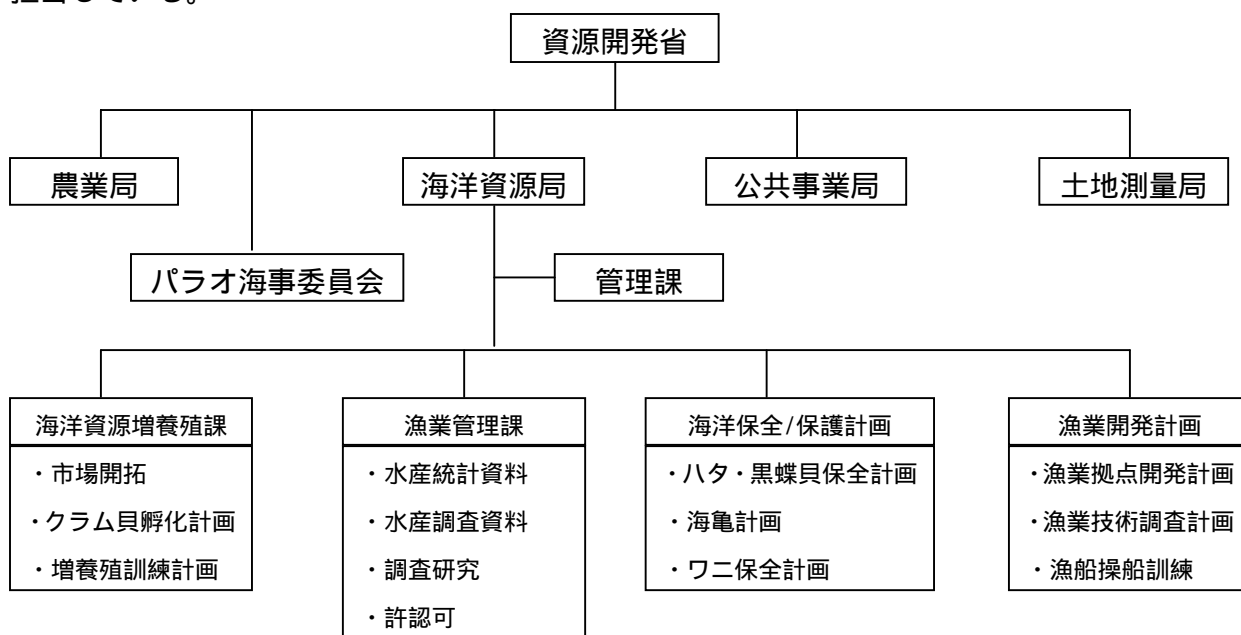 担当している。
資源開発省
農業局
海洋資源局
公共事業局
土地測量局
パラオ海事委員会
管理課
海洋資源増養殖課
・市場開拓
・クラム貝孵化計画
・増養殖訓練計画
漁業管理課
・水産統計資料
・水産調査資料
・調査研究
・許認可
海洋保全/保護計画
・ハタ・黒蝶貝保全計画
・海亀計画
・ワニ保全計画
漁業開発計画
・漁業拠点開発計画
・漁業技術調査計画
・漁船操船訓練